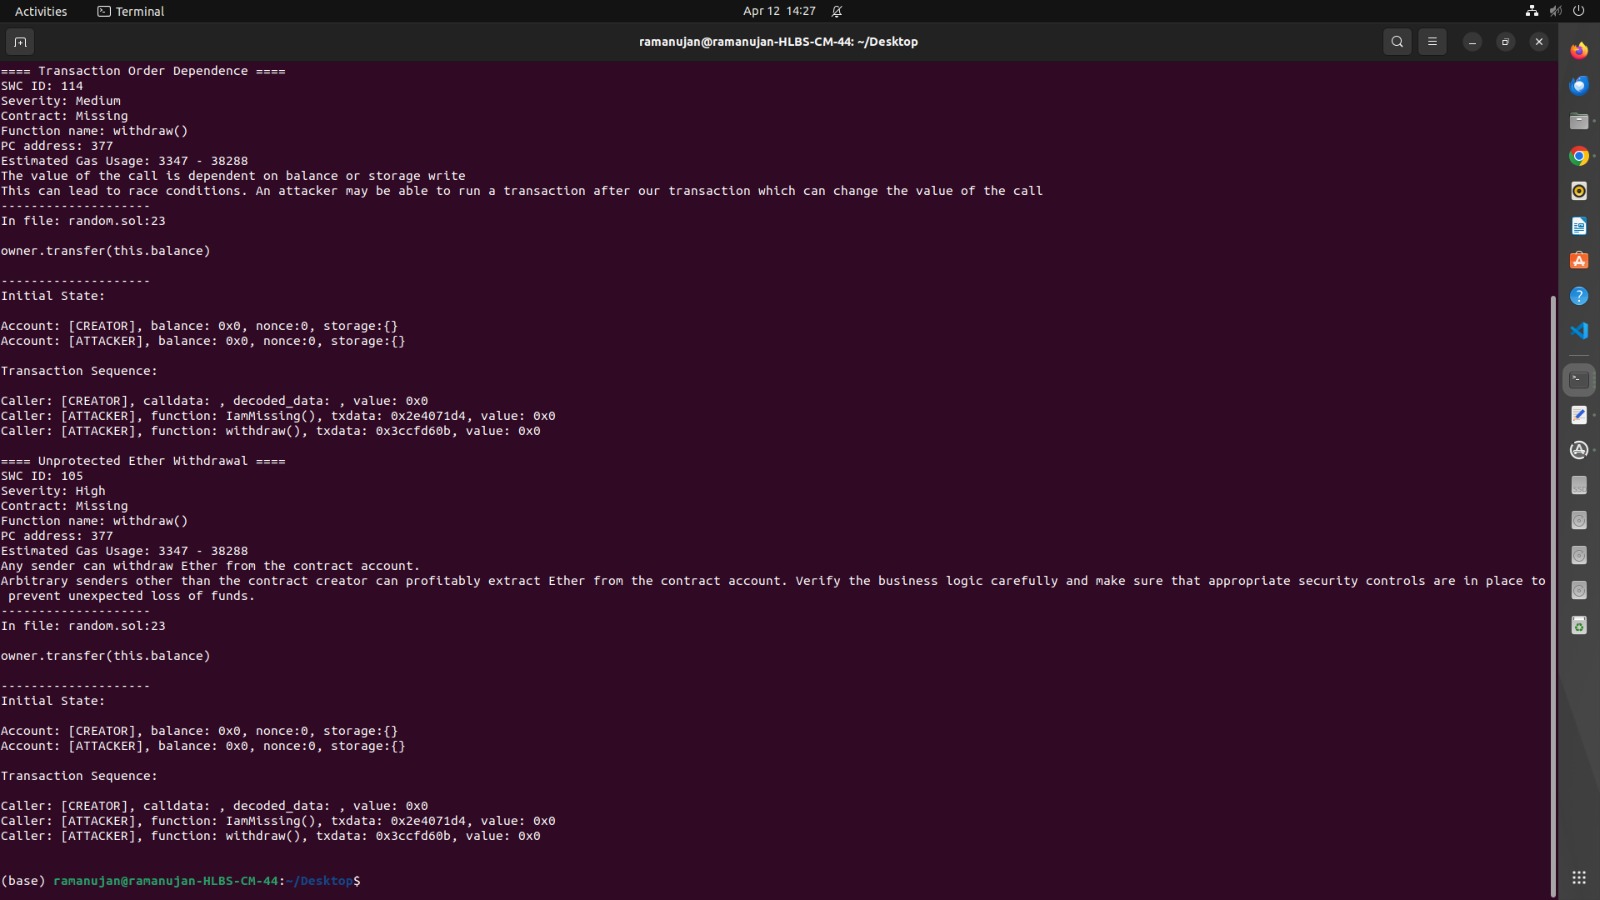 Activities
Terminal
Apr 12 14:27
ramanujan@ramanujan-HLBS-CM-44: ~/Desktop
==== Transaction Order Dependence ====
SWC ID: 114
Severity: Medium
Contract: Missing
Function name: withdraw()
PC address: 377
Estimated Gas Usage: 3347 - 38288
The value of the call is dependent on balance or storage write
This can lead to race conditions. An attacker may be able to run a transaction after our transaction which can change the value of the call
--------------------
In file: random.sol:23
owner.transfer(this.balance)
--------------------
Initial State:
Account: [CREATOR], balance: 0x0, nonce:0, storage:{}
Account: [ATTACKER], balance: 0x0, nonce:0, storage:{}
Transaction Sequence:
Caller: [CREATOR], calldata: , decoded_data: , value: 0x0
Caller: [ATTACKER], function: IamMissing(), txdata: 0x2e4071d4, value: 0x0
Caller: [ATTACKER], function: withdraw(), txdata: 0x3ccfd60b, value: 0x0
==== Unprotected Ether Withdrawal ====
SWC ID: 105
Severity: High
Contract: Missing
Function name: withdraw()
PC address: 377
Estimated Gas Usage: 3347 - 38288
Any sender can withdraw Ether from the contract account.
Arbitrary senders other than the contract creator can profitably extract Ether from the contract account. Verify the business logic carefully and make sure that appropriate security controls are in place to
prevent unexpected loss of funds.
--------------------
In file: random.sol:23
owner.transfer(this.balance)
--------------------
Initial State:
Account: [CREATOR], balance: 0x0, nonce:0, storage:{}
Account: [ATTACKER], balance: 0x0, nonce:0, storage:{}
Transaction Sequence:
Caller: [CREATOR], calldata: , decoded_data: , value: 0x0
Caller: [ATTACKER], function: IamMissing(), txdata: 0x2e4071d4, value: 0x0
Caller: [ATTACKER], function: withdraw(), txdata: 0x3ccfd60b, value: 0x0
(base) ramanujan@ramanujan-HLBS-CM-44:~/Desktop$